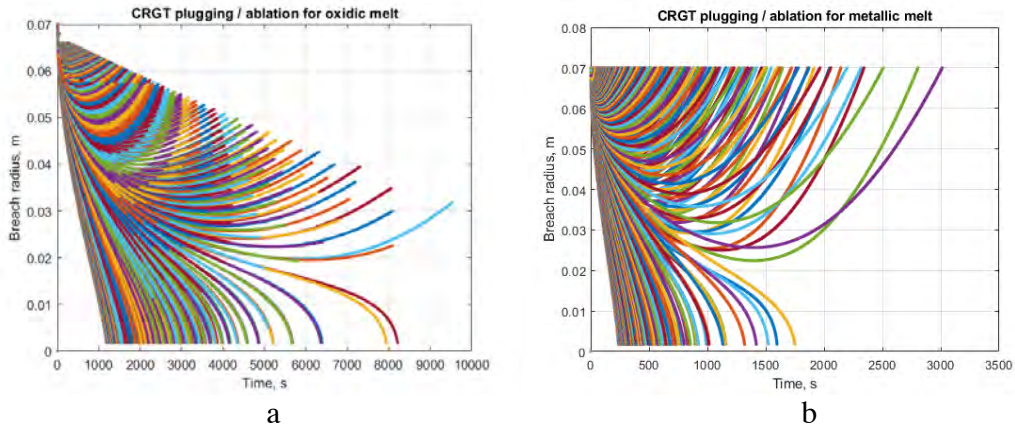 CRGT plugging / ablation for oxidic melt
0.07
0.06
0.05
0.04
0.03
0.02
0.01
0
Breach radius, m
0 1000 2000 3000 4000 5000 6000 7000 8000 9000 10000
Time, s
a
CRGT plugging / ablation for metallic melt
0.08
0.07
0.06
0.05
0.04
0.03
0.02
0.01
0
Breach radius, m
0 500 1000 1500 2000 2500 3000 3500
Time, s
b